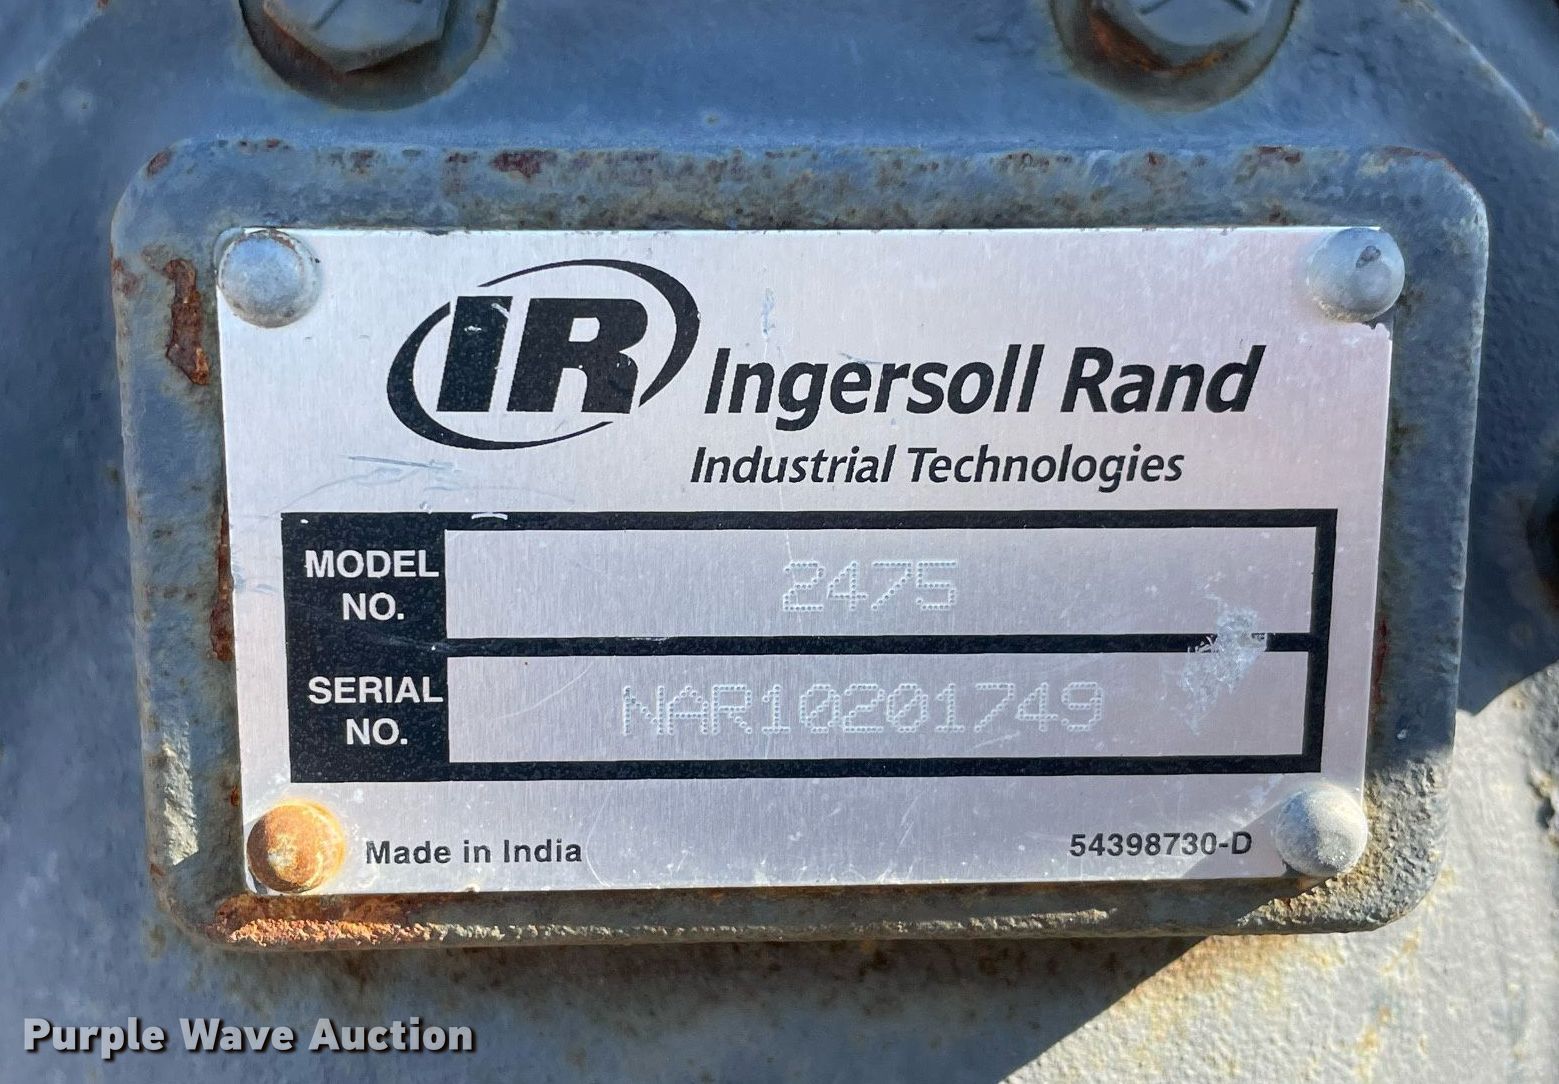 IR Ingersoll Rand
Industrial Technologies
MODEL NO. 2475
SERIAL NO. NAR10201749
Made in India 54398730-D
Purple Wave Auction